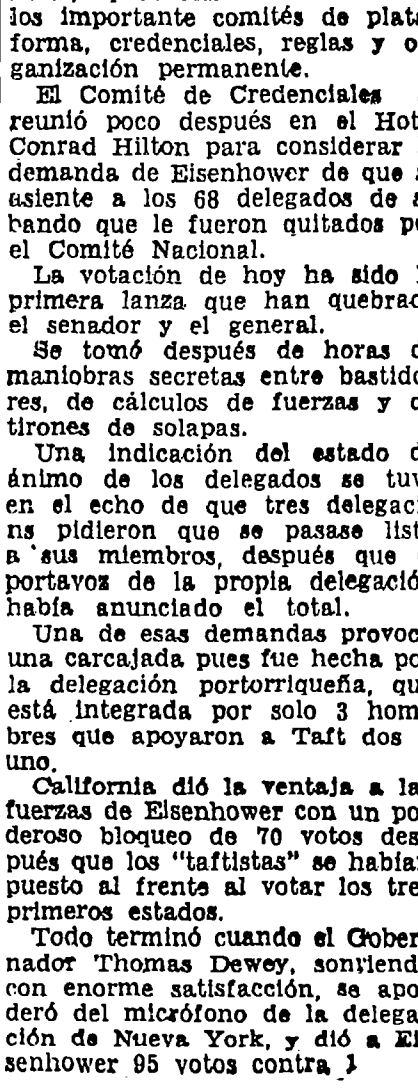 los importante comités de plata
forma, credenciales, reglas y o
ganización permanente.
El Comité de Credenciales
reunió poco después en el Hot
Conrad Hilton para considerar
demanda de Eisenhower de que
asiente a los 68 delegados de
bando que le fueron quitados p
el Comité Nacional.
La votación de hoy ha sido
primera lanza que han quebrad
el senador y el general.
Se tomó después de horas d
maniobras secretas entre bastido
res, de cálculos de fuerzas y d
tirones de solapas.
Una indicación del estado d
ánimo de los delegados se tuv
en el echo de que tres delegaci
ns pidieron que se pasase list
a sus miembros, después que
portavoz de la propia delegació
había anunciado el total.
Una de esas demandas provoc
una carcajada pues fue hecha po
la delegación portorriqueña, qu
está integrada por solo 3 hom
bres que apoyaron a Taft dos
uno.
California dió la ventaja a la
fuerzas de Eisenhower con un po
deroso bloqueo de 70 votos des
pués que los "taftistas" se había
puesto al frente al votar los tre
primeros estados.
Todo terminó cuando el Gober
nador Thomas Dewey, sonriend
con enorme satisfacción, se apo
deró del micrófono de la delega
ción de Nueva York, y dió a Ei
senhower 95 votos contra 1